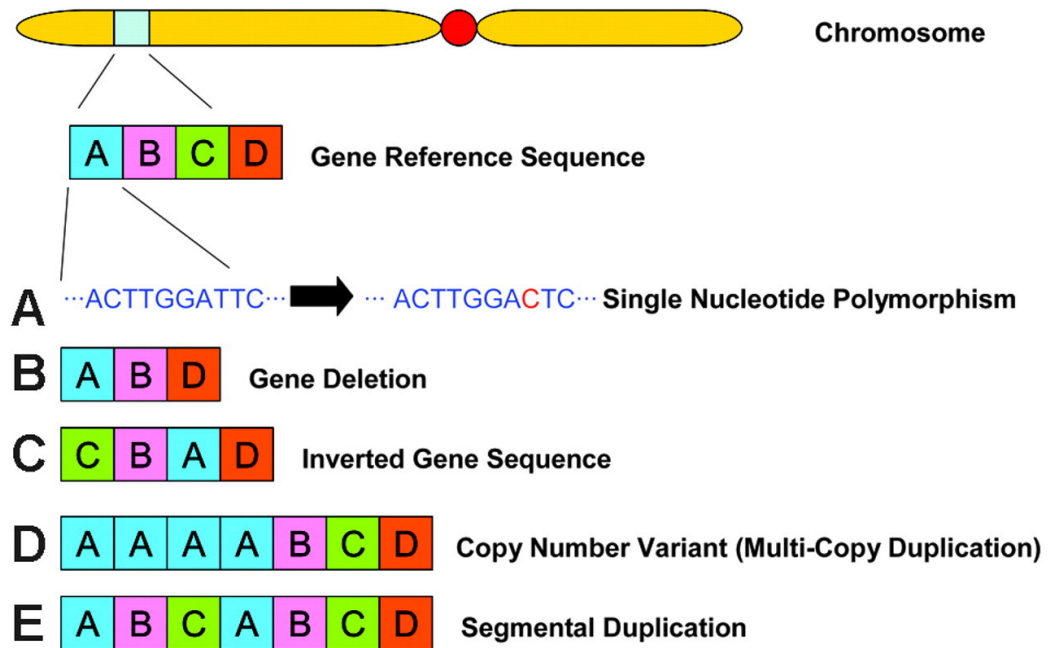 Chromosome
A B C D Gene Reference Sequence
A ···ACTTGGATTC··· ··· ACTTGGACTC··· Single Nucleotide Polymorphism
B A B D Gene Deletion
C C B A D Inverted Gene Sequence
D A A A A B C D Copy Number Variant (Multi-Copy Duplication)
E A B C A B C D Segmental Duplication